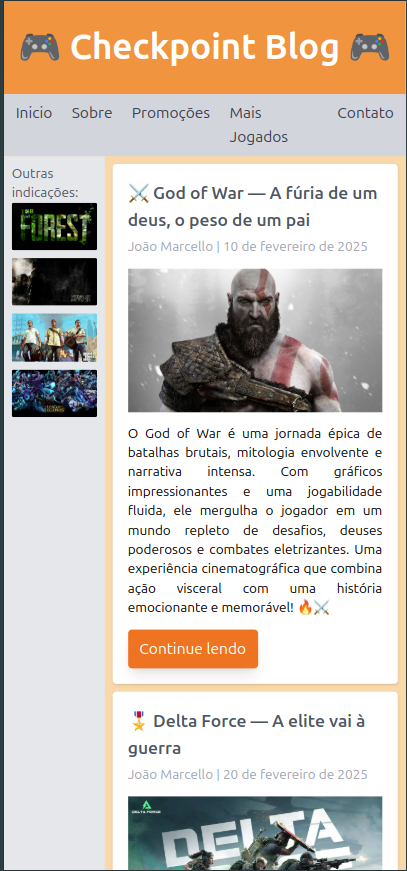 🎮 Checkpoint Blog 🎮
Inicio Sobre Promoções Mais Jogados Contato
Outras
indicações:
THE FOREST
⚔️ God of War — A fúria de um
deus, o peso de um pai
João Marcello | 10 de fevereiro de 2025
O God of War é uma jornada épica de
batalhas brutais, mitologia envolvente e
narrativa intensa. Com gráficos
impressionantes e uma jogabilidade
fluida, ele mergulha o jogador em um
mundo repleto de desafios, deuses
poderosos e combates eletrizantes. Uma
experiência cinematográfica que combina
ação visceral com uma história
emocionante e memorável! 🔥⚔️
Continue lendo
🎖️ Delta Force — A elite vai à
guerra
João Marcello | 20 de fevereiro de 2025
DELTA FORCE
DELTA